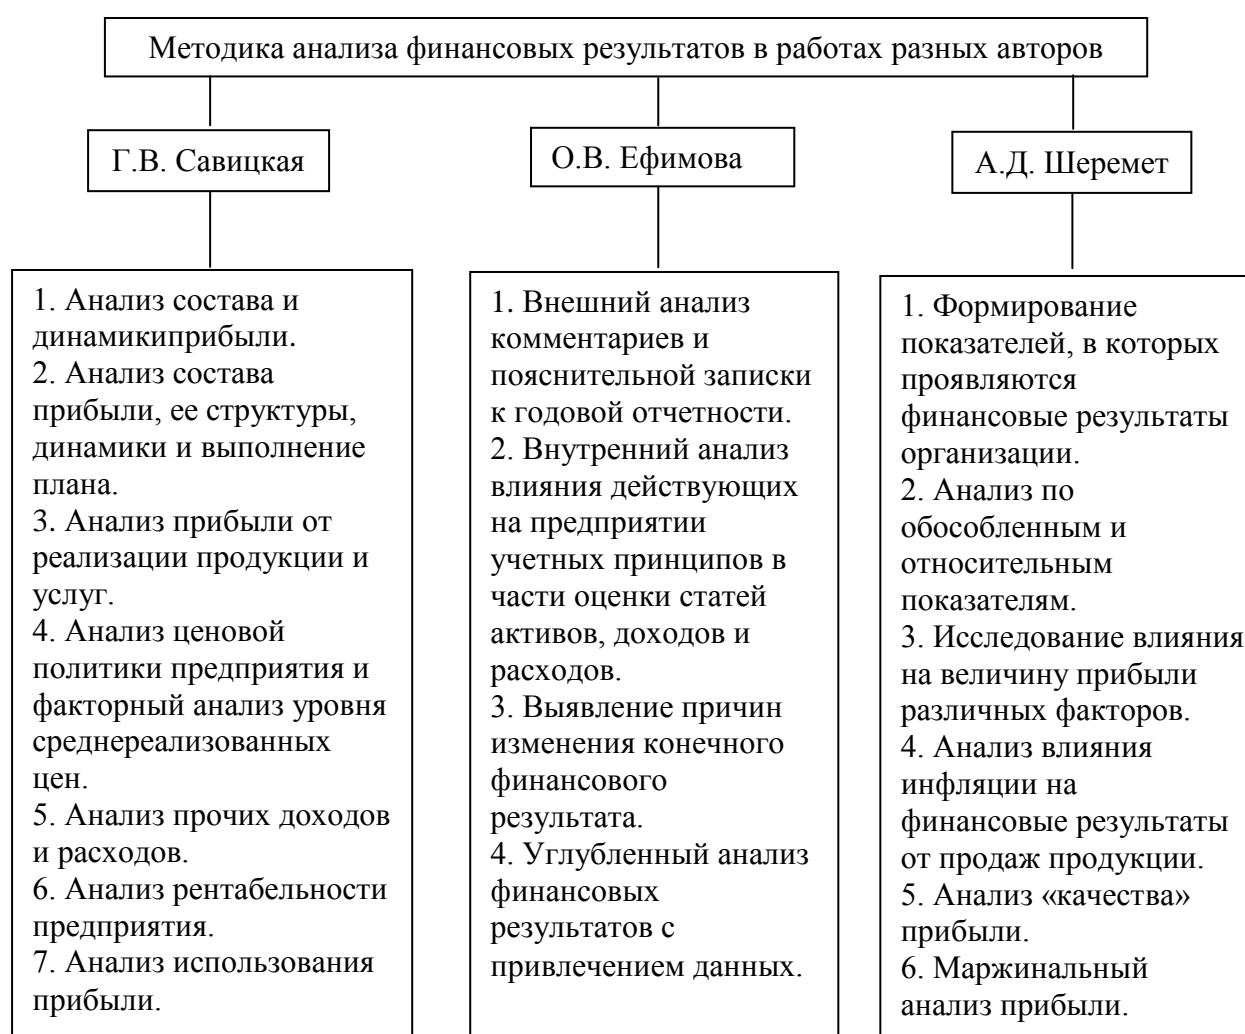 Методика анализа финансовых результатов в работах разных авторов
Г.В. Савицкая
О.В. Ефимова
А.Д. Шеремет
1. Анализ состава и
динамикиприбыли.
2. Анализ состава
прибыли, ее структуры,
динамики и выполнение
плана.
3. Анализ прибыли от
реализации продукции и
услуг.
4. Анализ ценовой
политики предприятия и
факторный анализ уровня
среднереализованных
цен.
5. Анализ прочих доходов
и расходов.
6. Анализ рентабельности
предприятия.
7. Анализ использования
прибыли.
1. Внешний анализ
комментариев и
пояснительной записки
к годовой отчетности.
2. Внутренний анализ
влияния действующих
на предприятии
учетных принципов в
части оценки статей
активов, доходов и
расходов.
3. Выявление причин
изменения конечного
финансового
результата.
4. Углубленный анализ
финансовых
результатов с
привлечением данных.
1. Формирование
показателей, в которых
проявляются
финансовые результаты
организации.
2. Анализ по
обособленным и
относительным
показателям.
3. Исследование влияния
на величину прибыли
различных факторов.
4. Анализ влияния
инфляции на
финансовые результаты
от продаж продукции.
5. Анализ «качества»
прибыли.
6. Маржинальный
анализ прибыли.